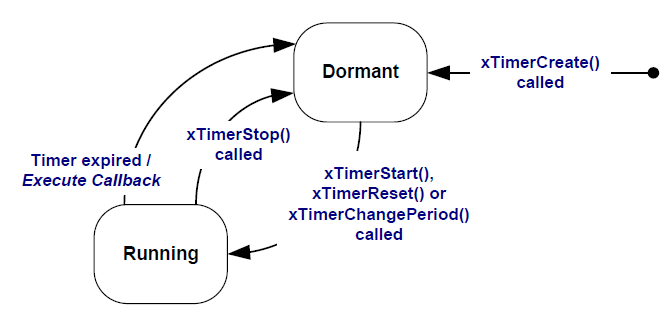 Dormant
xTimerCreate()
called
xTimerStop()
called
Timer expired /
Execute Callback
xTimerStart(),
xTimerReset() or
xTimerChangePeriod()
called
Running